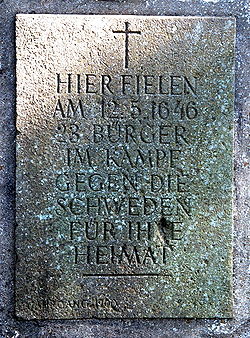 HIER FIELEN
AM 12.5.1646
23 BÜRGER
IM KAMPF
GEGEN DIE
SCHWEDEN
FÜR IHRE
HEIMAT